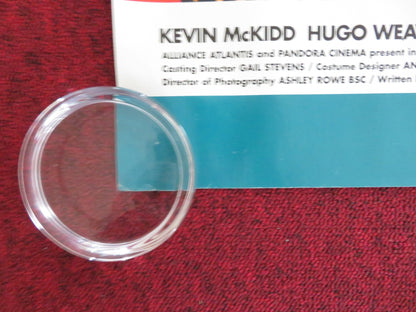 KEVIN McKIDD HUGO WEA
ALLIANCE ATLANTIS and PANDORA CINEMA present in
Casting Director GAIL STEVENS / Costume Designer AN
Director of Photography ASHLEY ROWE BSC / Written